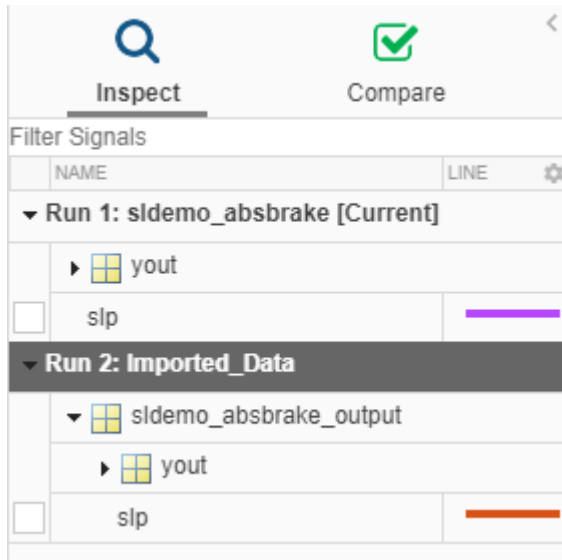 Inspect Compare
Filter Signals
NAME LINE
Run 1: sldemo_absbrake [Current]
yout
slp
Run 2: Imported_Data
sldemo_absbrake_output
yout
slp